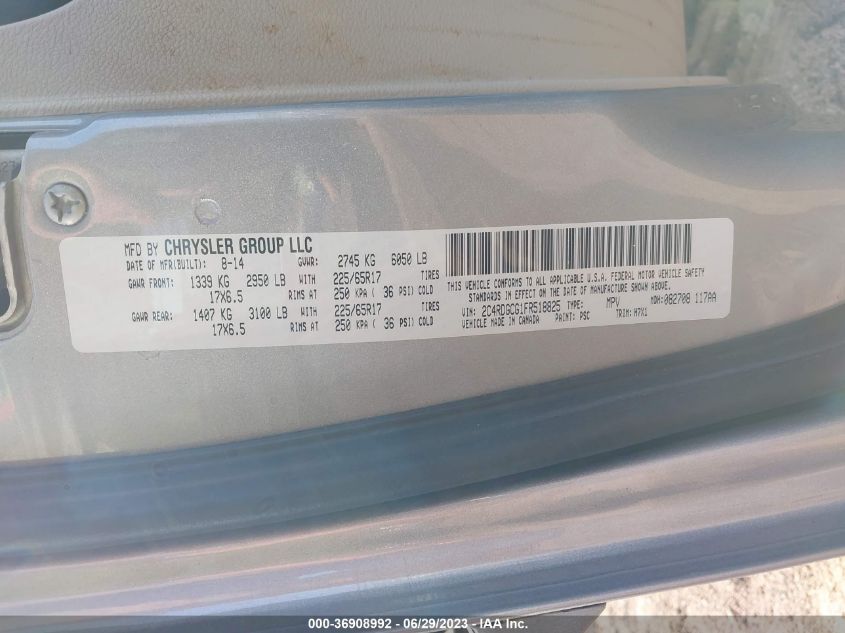 MFD BY CHRYSLER GROUP LLC
DATE OF MFR(BUILT): 8-14 GVWR: 2745 KG 6050 LB
GAWR FRONT: 1339 KG 2950 LB WITH 225/65R17 TIRES
17X6.5 RIMS AT 250 KPA ( 36 PSI) COLD
GAWR REAR: 1407 KG 3100 LB WITH 225/65R17 TIRES
17X6.5 RIMS AT 250 KPA ( 36 PSI) COLD
THIS VEHICLE CONFORMS TO ALL APPLICABLE U.S.A. FEDERAL MOTOR VEHICLE SAFETY
STANDARDS IN EFFECT ON THE DATE OF MANUFACTURE SHOWN ABOVE.
VIN: 2C4RDGCG1FR518825 TYPE: MPV MDH: 082708 117AA
VEHICLE MADE IN CANADA PAINT: PSC TRIM: H7X1
000-36908992 - 06/29/2023 - IAA Inc.